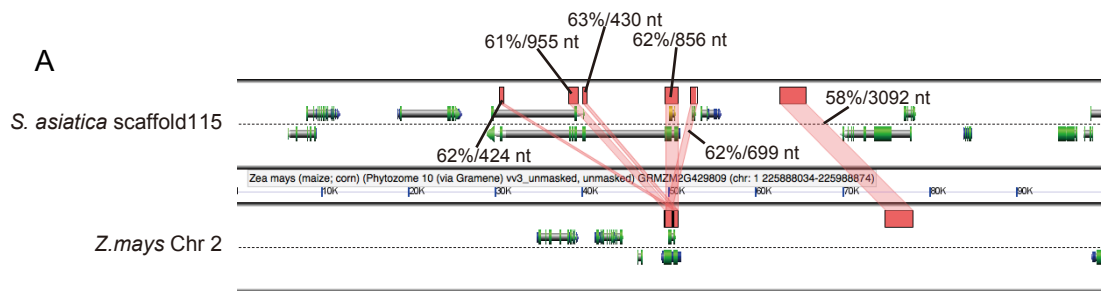 A
63%/430 nt
61%/955 nt
62%/856 nt
58%/3092 nt
S. asiatica scaffold115
62%/424 nt
62%/699 nt
Zea mays (maize; corn) (Phytozome 10 (via Gramene) vv3_unmasked, unmasked) GRMZM2G429809 (chr: 1 225888034-225988874)
10K 20K 30K 40K 50K 60K 70K 80K 90K
Z.mays Chr 2